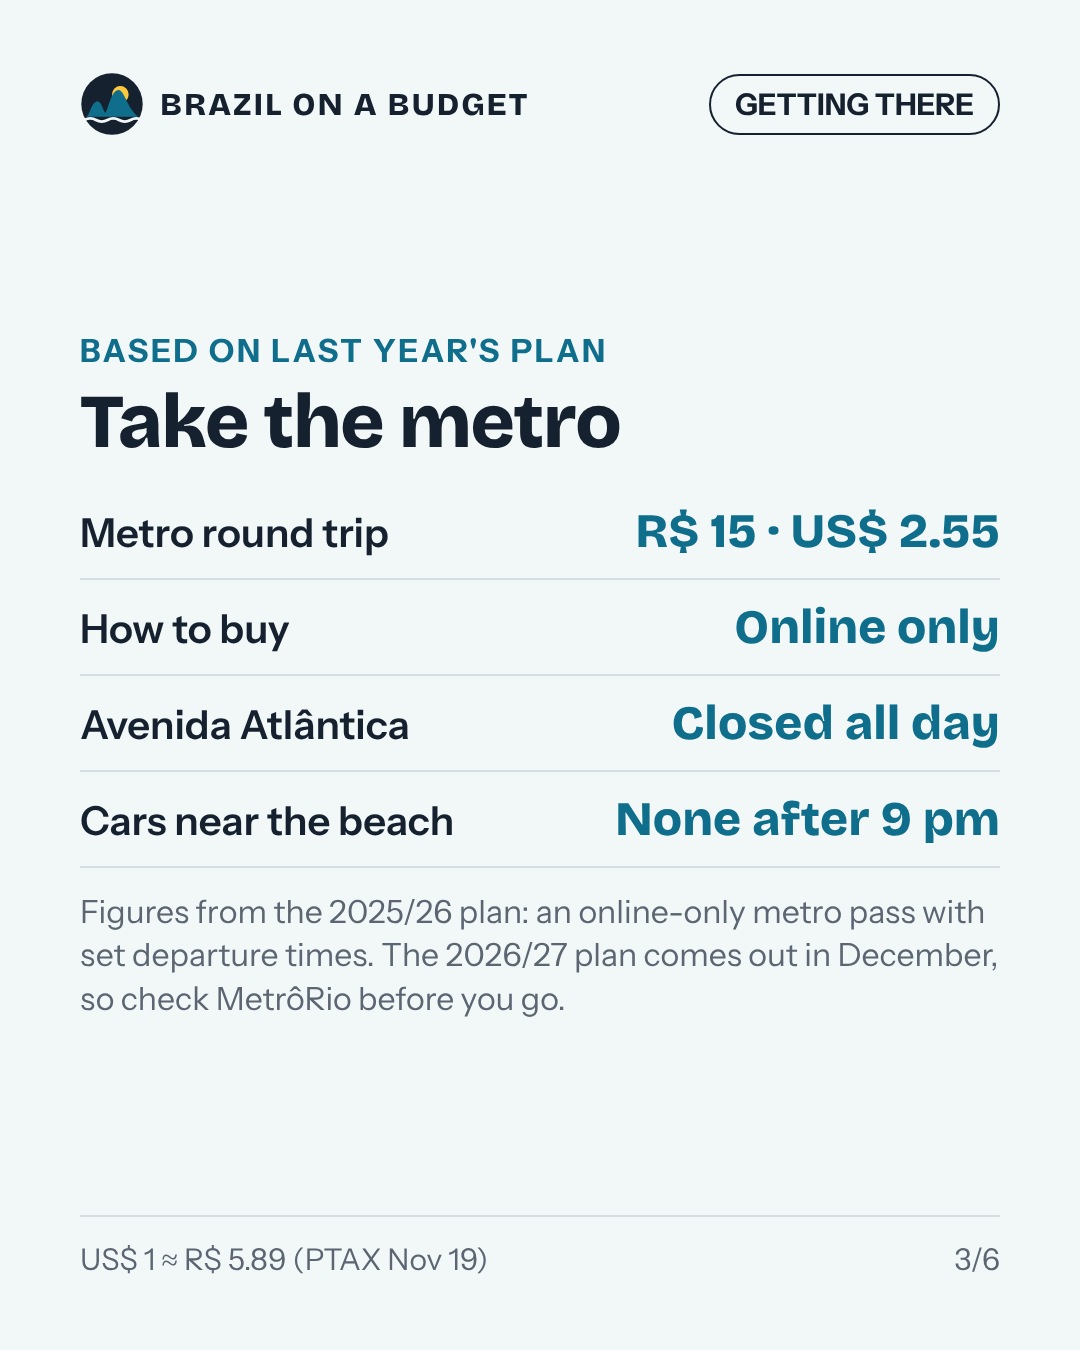 BRAZIL ON A BUDGET
GETTING THERE
BASED ON LAST YEAR'S PLAN
Take the metro
Metro round trip R$ 15 · US$ 2.55
How to buy Online only
Avenida Atlântica Closed all day
Cars near the beach None after 9 pm
Figures from the 2025/26 plan: an online-only metro pass with
set departure times. The 2026/27 plan comes out in December,
so check MetrôRio before you go.
US$ 1 ≈ R$ 5.89 (PTAX Nov 19) 3/6